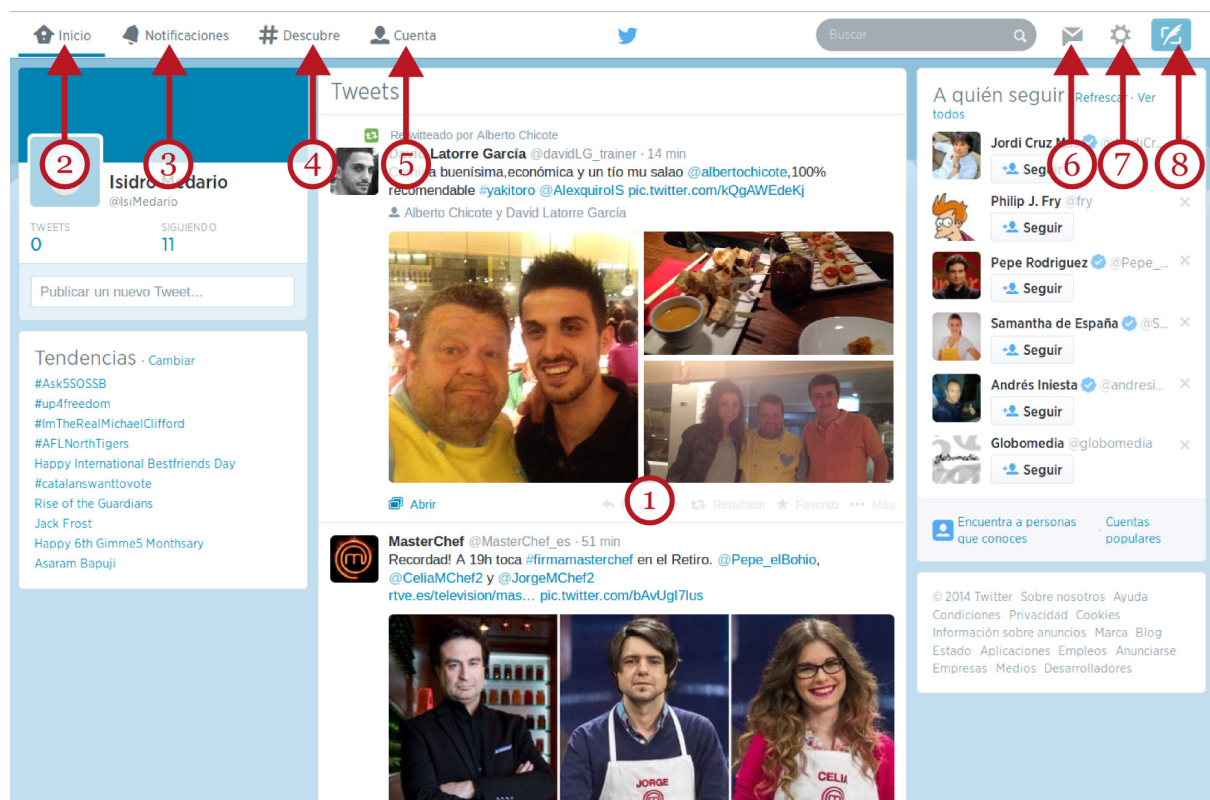 Inicio
Notificaciones
Descubre
Cuenta
Buscar
2
3
4
5
6
7
8
Isidro Medario
@IsiMedario
TWEETS
SIGUIENDO
0
11
Publicar un nuevo Tweet...
Tendencias · Cambiar
#Ask5SOSSB
#up4freedom
#ImTheRealMichaelClifford
#AFLNorthTigers
Happy International Bestfriends Day
#catalanswanttovote
Rise of the Guardians
Jack Frost
Happy 6th Gimme5 Monthsary
Asaram Bapuji
Tweets
Retwitteado por Alberto Chicote
Latorre García @davidLG_trainer · 14 min
buenísima,económica y un tío mu salao @albertochicote,100%
recomendable #yakitoro @AlexquirolS pic.twitter.com/kQgAWEdeKj
Alberto Chicote y David Latorre García
Abrir
1
Retwittear
Favorito
Más
MasterChef @MasterChef_es · 51 min
Recordad! A 19h toca #firmamasterchef en el Retiro. @Pepe_elBohio,
@CeliaMChef2 y @JorgeMChef2
rtve.es/television/mas… pic.twitter.com/bAvUgI7lus
JORGE
CELIA
A quién seguir · Refrescar · Ver
todos
Jordi Cruz
Seguir
Philip J. Fry @fry
Seguir
Pepe Rodriguez @Pepe_...
Seguir
Samantha de España @S...
Seguir
Andrés Iniesta @andresi...
Seguir
Globomedia @globomedia
globomedia
Seguir
Encuentra a personas
que conoces
· Cuentas
populares
© 2014 Twitter Sobre nosotros Ayuda
Condiciones Privacidad Cookies
Información sobre anuncios Marca Blog
Estado Aplicaciones Empleos Anunciarse
Empresas Medios Desarrolladores